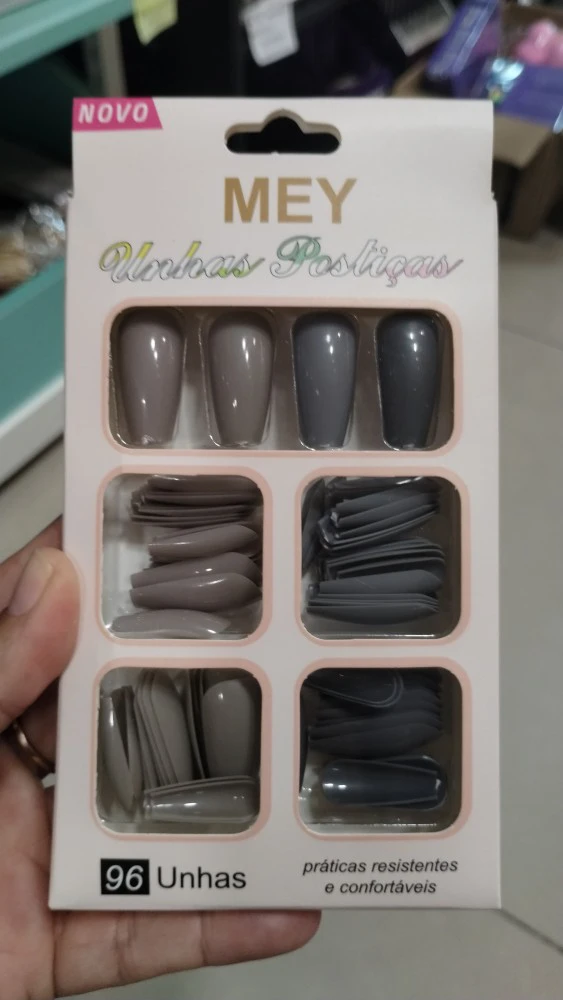 NOVO
MEY
Unhas Postiças
96 Unhas
práticas resistentes
e confortáveis